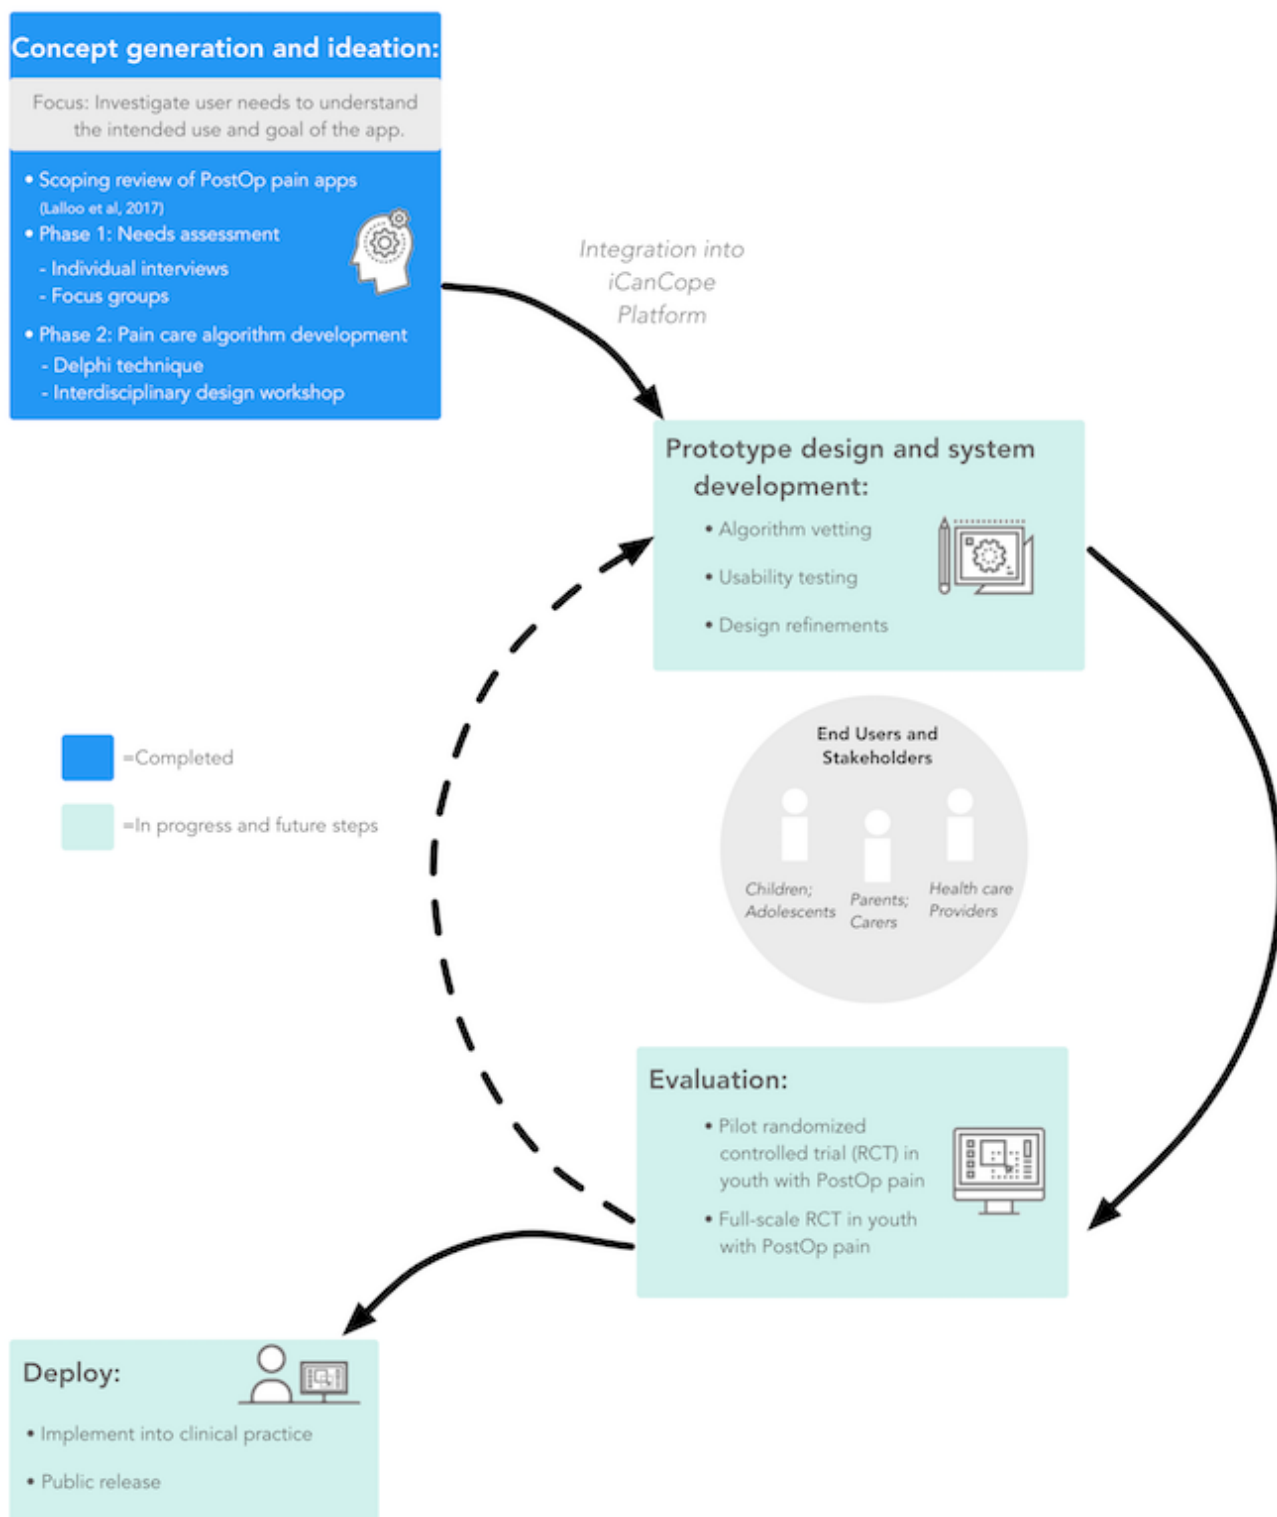 Concept generation and ideation:
Focus: Investigate user needs to understand
the intended use and goal of the app.
• Scoping review of PostOp pain apps
(Lalloo et al, 2017)
• Phase 1: Needs assessment
- Individual interviews
- Focus groups
• Phase 2: Pain care algorithm development
- Delphi technique
- Interdisciplinary design workshop
Integration into
iCanCope
Platform
Prototype design and system
development:
• Algorithm vetting
• Usability testing
• Design refinements
=Completed
=In progress and future steps
End Users and
Stakeholders
Children;
Adolescents
Parents;
Carers
Health care
Providers
Evaluation:
• Pilot randomized
controlled trial (RCT) in
youth with PostOp pain
• Full-scale RCT in youth
with PostOp pain
Deploy:
• Implement into clinical practice
• Public release